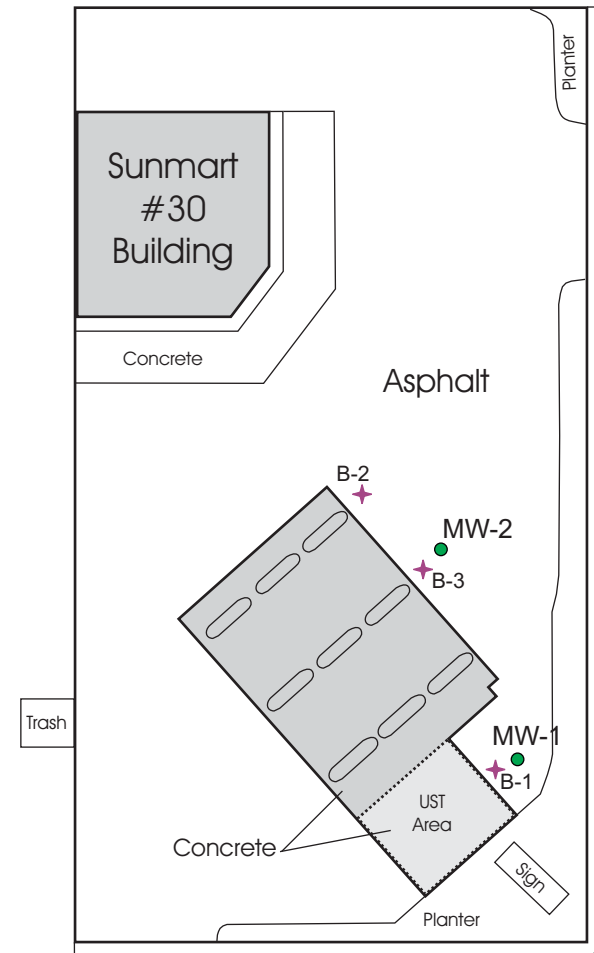 Planter
Sunmart
#30
Building
Concrete
Asphalt
B-2
MW-2
B-3
Trash
MW-1
B-1
UST
Area
Concrete
Sign
Planter